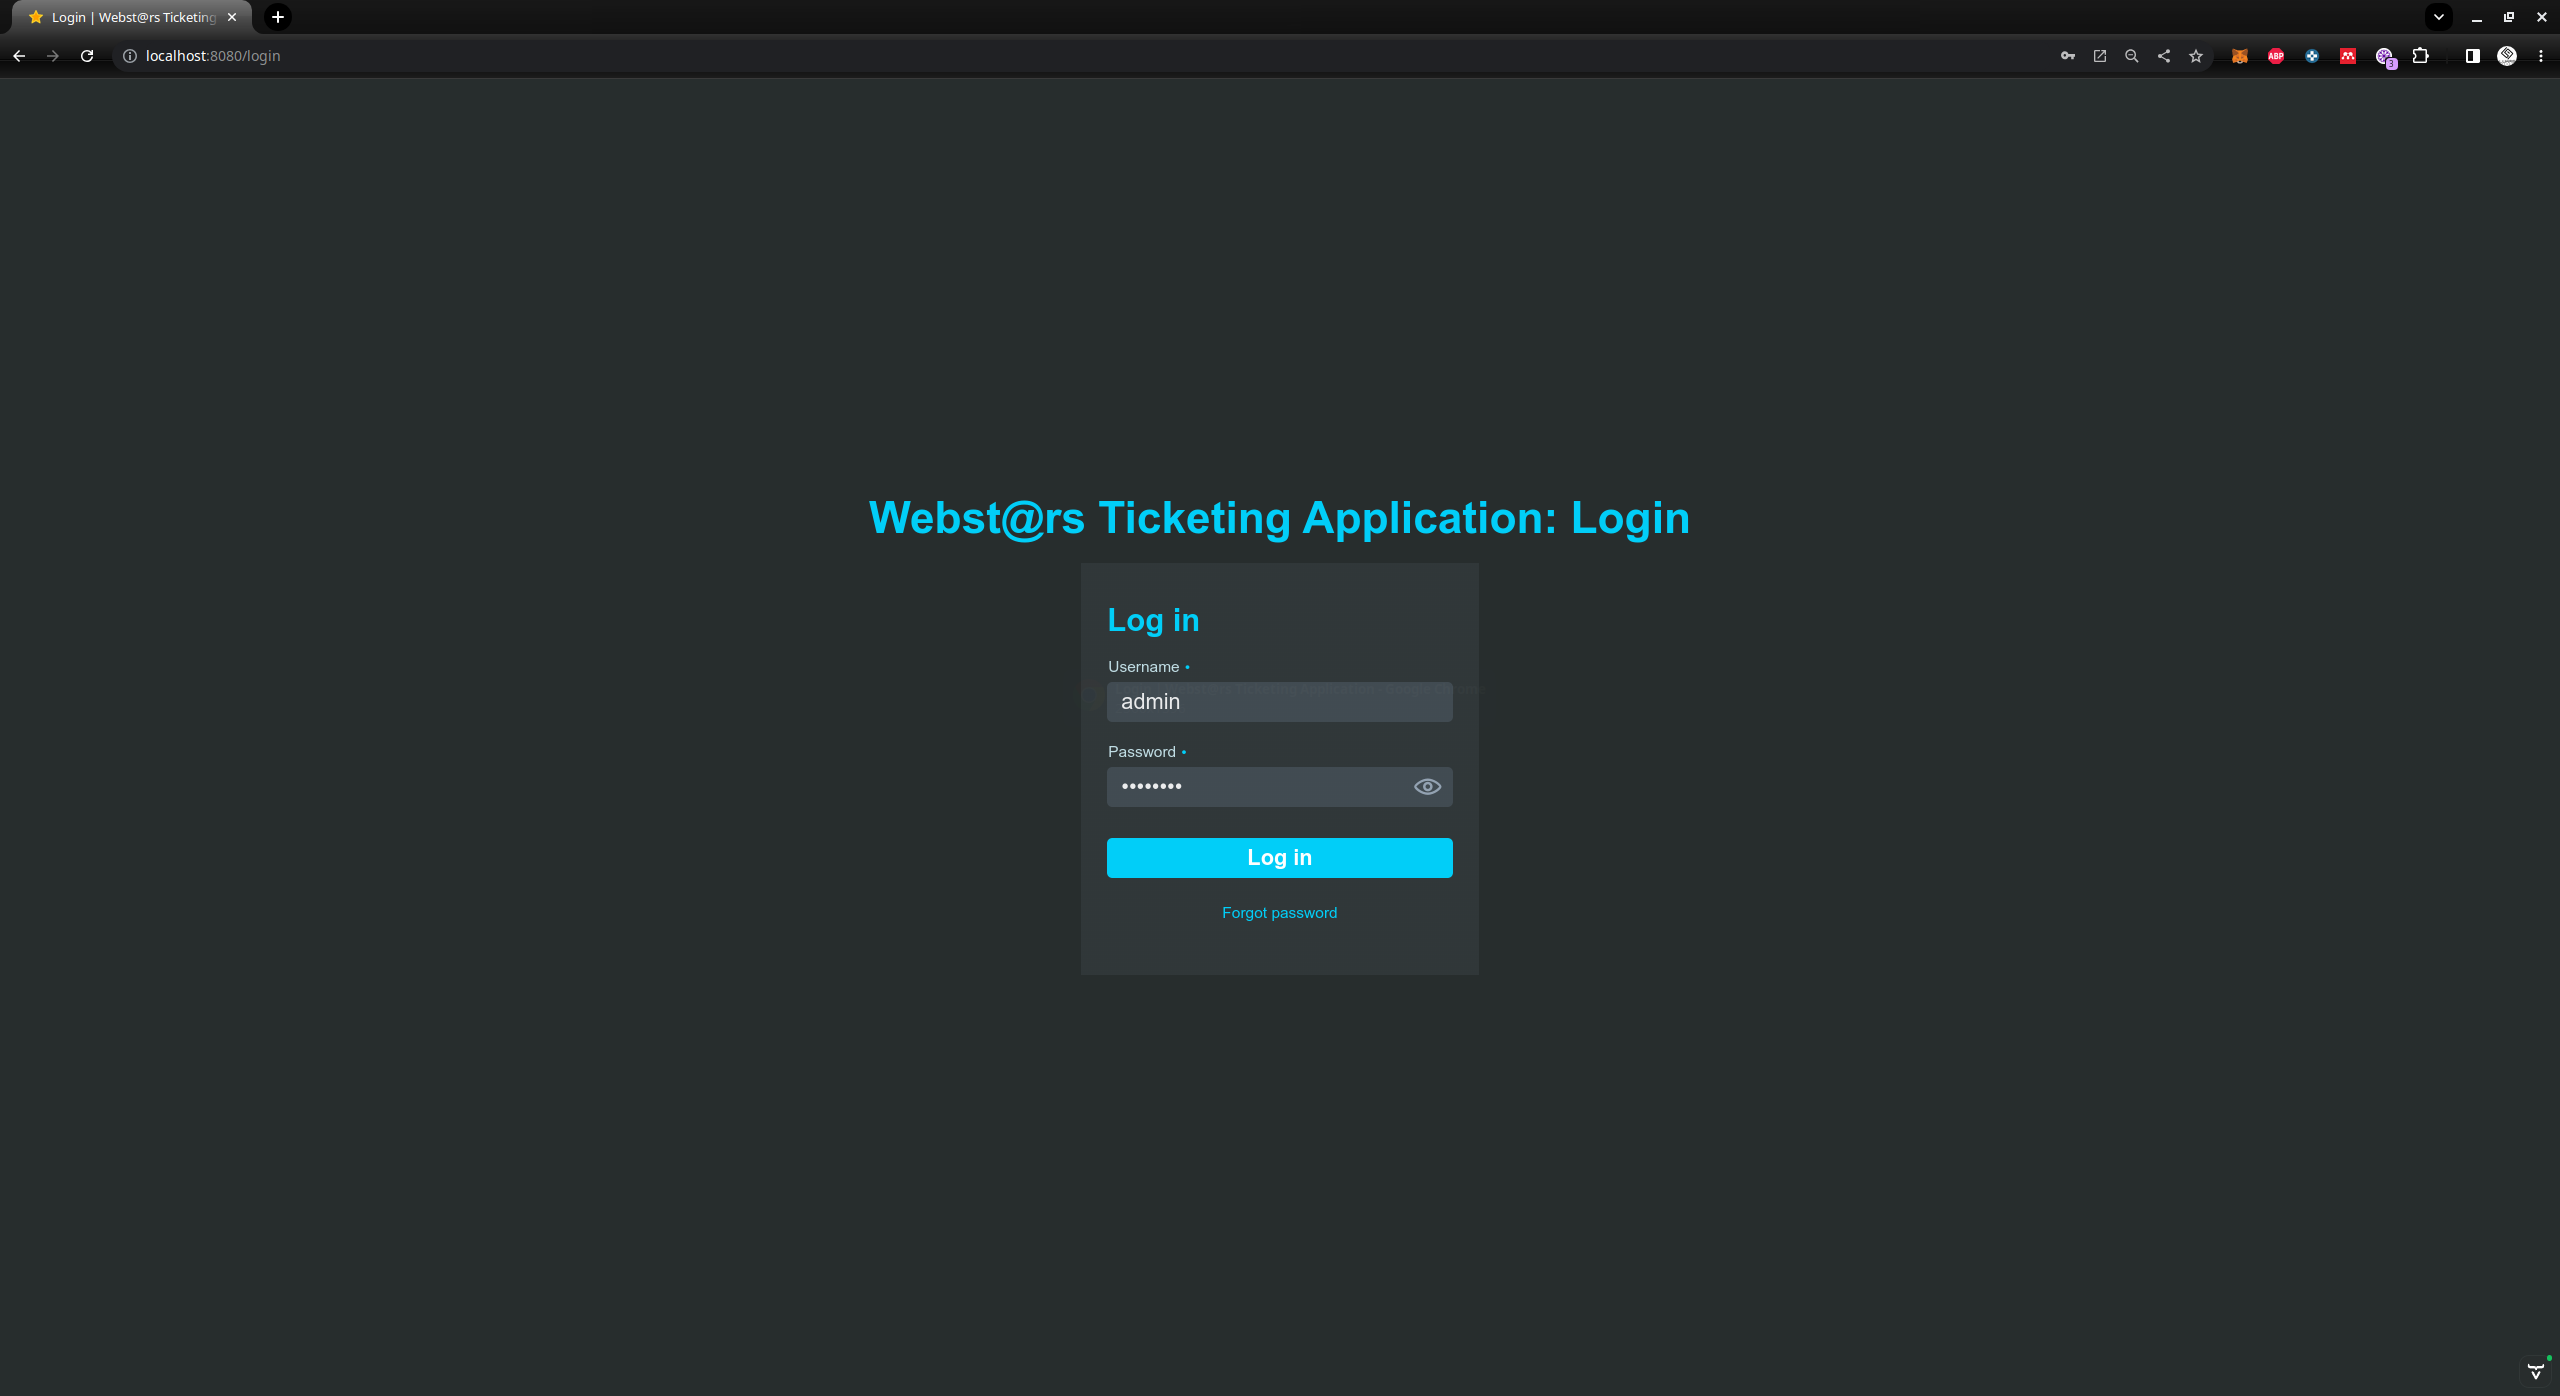 Login | Webst@rs Ticketing
localhost:8080/login
ABP
3
Webst@rs Ticketing Application: Login
Log in
Username •
admin
Password •
••••••••
Log in
Forgot password